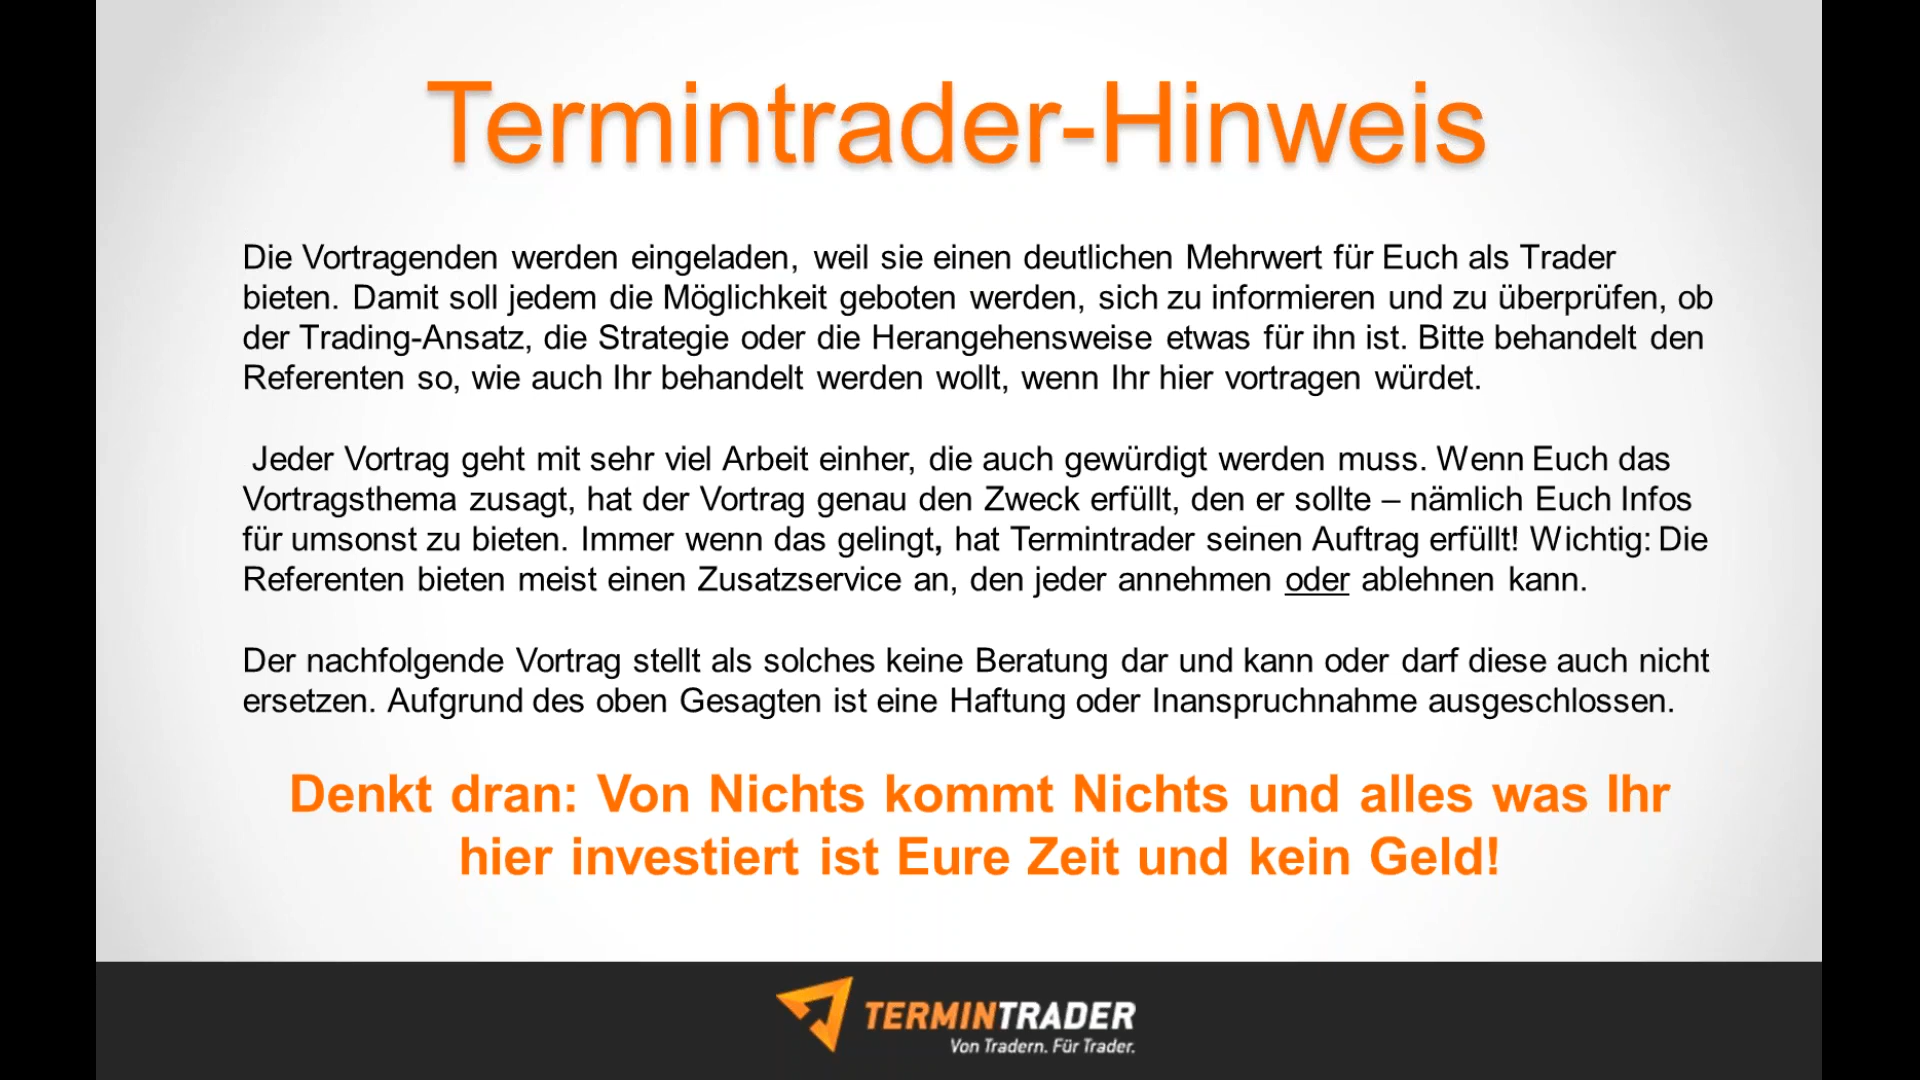 Termintrader-Hinweis
Die Vortragenden werden eingeladen, weil sie einen deutlichen Mehrwert für Euch als Trader
bieten. Damit soll jedem die Möglichkeit geboten werden, sich zu informieren und zu überprüfen, ob
der Trading-Ansatz, die Strategie oder die Herangehensweise etwas für ihn ist. Bitte behandelt den
Referenten so, wie auch Ihr behandelt werden wollt, wenn Ihr hier vortragen würdet.
Jeder Vortrag geht mit sehr viel Arbeit einher, die auch gewürdigt werden muss. Wenn Euch das
Vortragsthema zusagt, hat der Vortrag genau den Zweck erfüllt, den er sollte – nämlich Euch Infos
für umsonst zu bieten. Immer wenn das gelingt, hat Termintrader seinen Auftrag erfüllt! Wichtig: Die
Referenten bieten meist einen Zusatzservice an, den jeder annehmen oder ablehnen kann.
Der nachfolgende Vortrag stellt als solches keine Beratung dar und kann oder darf diese auch nicht
ersetzen. Aufgrund des oben Gesagten ist eine Haftung oder Inanspruchnahme ausgeschlossen.
Denkt dran: Von Nichts kommt Nichts und alles was Ihr
hier investiert ist Eure Zeit und kein Geld!
TERMINTRADER
Von Tradern. Für Trader.